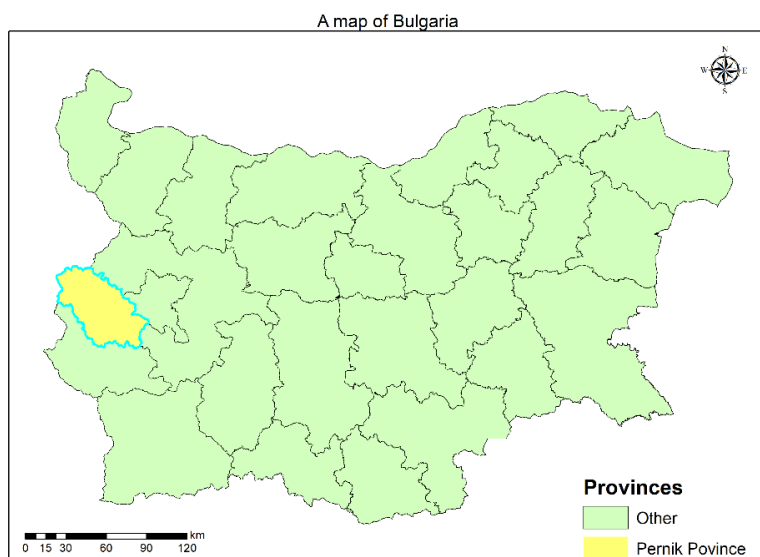 A map of Bulgaria
N
W E
S
Provinces
Other
Pernik Povince
km
0 15 30 60 90 120